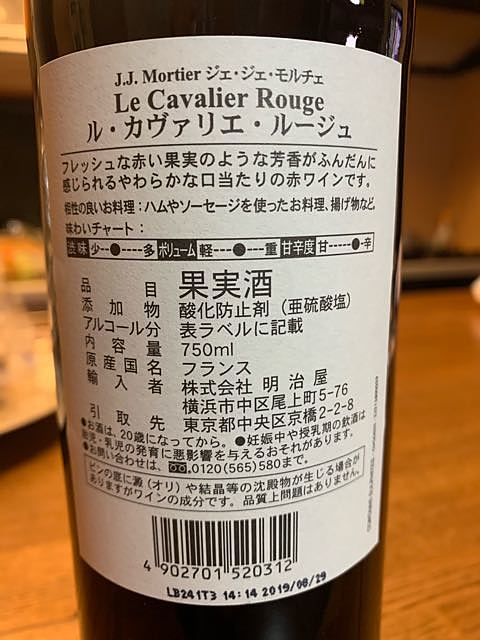 J.J. Mortier ジェ・ジェ・モルチェ
Le Cavalier Rouge
ル・カヴァリエ・ルージュ
フレッシュな赤い果実のような芳香がふんだんに
感じられるやわらかな口当たりの赤ワインです。
相性の良いお料理：ハムやソーセージを使ったお料理、揚げ物など。
味わいチャート：
渋味 少--●----多 ボリューム 軽---●---重 甘辛度 甘-----●-辛
品目 果実酒
添加物 酸化防止剤（亜硫酸塩）
アルコール分 表ラベルに記載
内容量 750ml
原産国名 フランス
輸入者 株式会社 明治屋
横浜市中区尾上町5-76
引取先 東京都中央区京橋2-2-8
●お酒は、20歳になってから。●妊娠中や授乳期の飲酒は
胎児・乳児の発育に悪影響を与えるおそれがあります。
●お問い合わせは、0120(565)580まで。
ビンの底に澱（オリ）や結晶等の沈殿物が生じる場合が
ありますがワインの成分です。品質上問題はありません。
4 902701 520312
LB241T3 14:14 2019/08/29